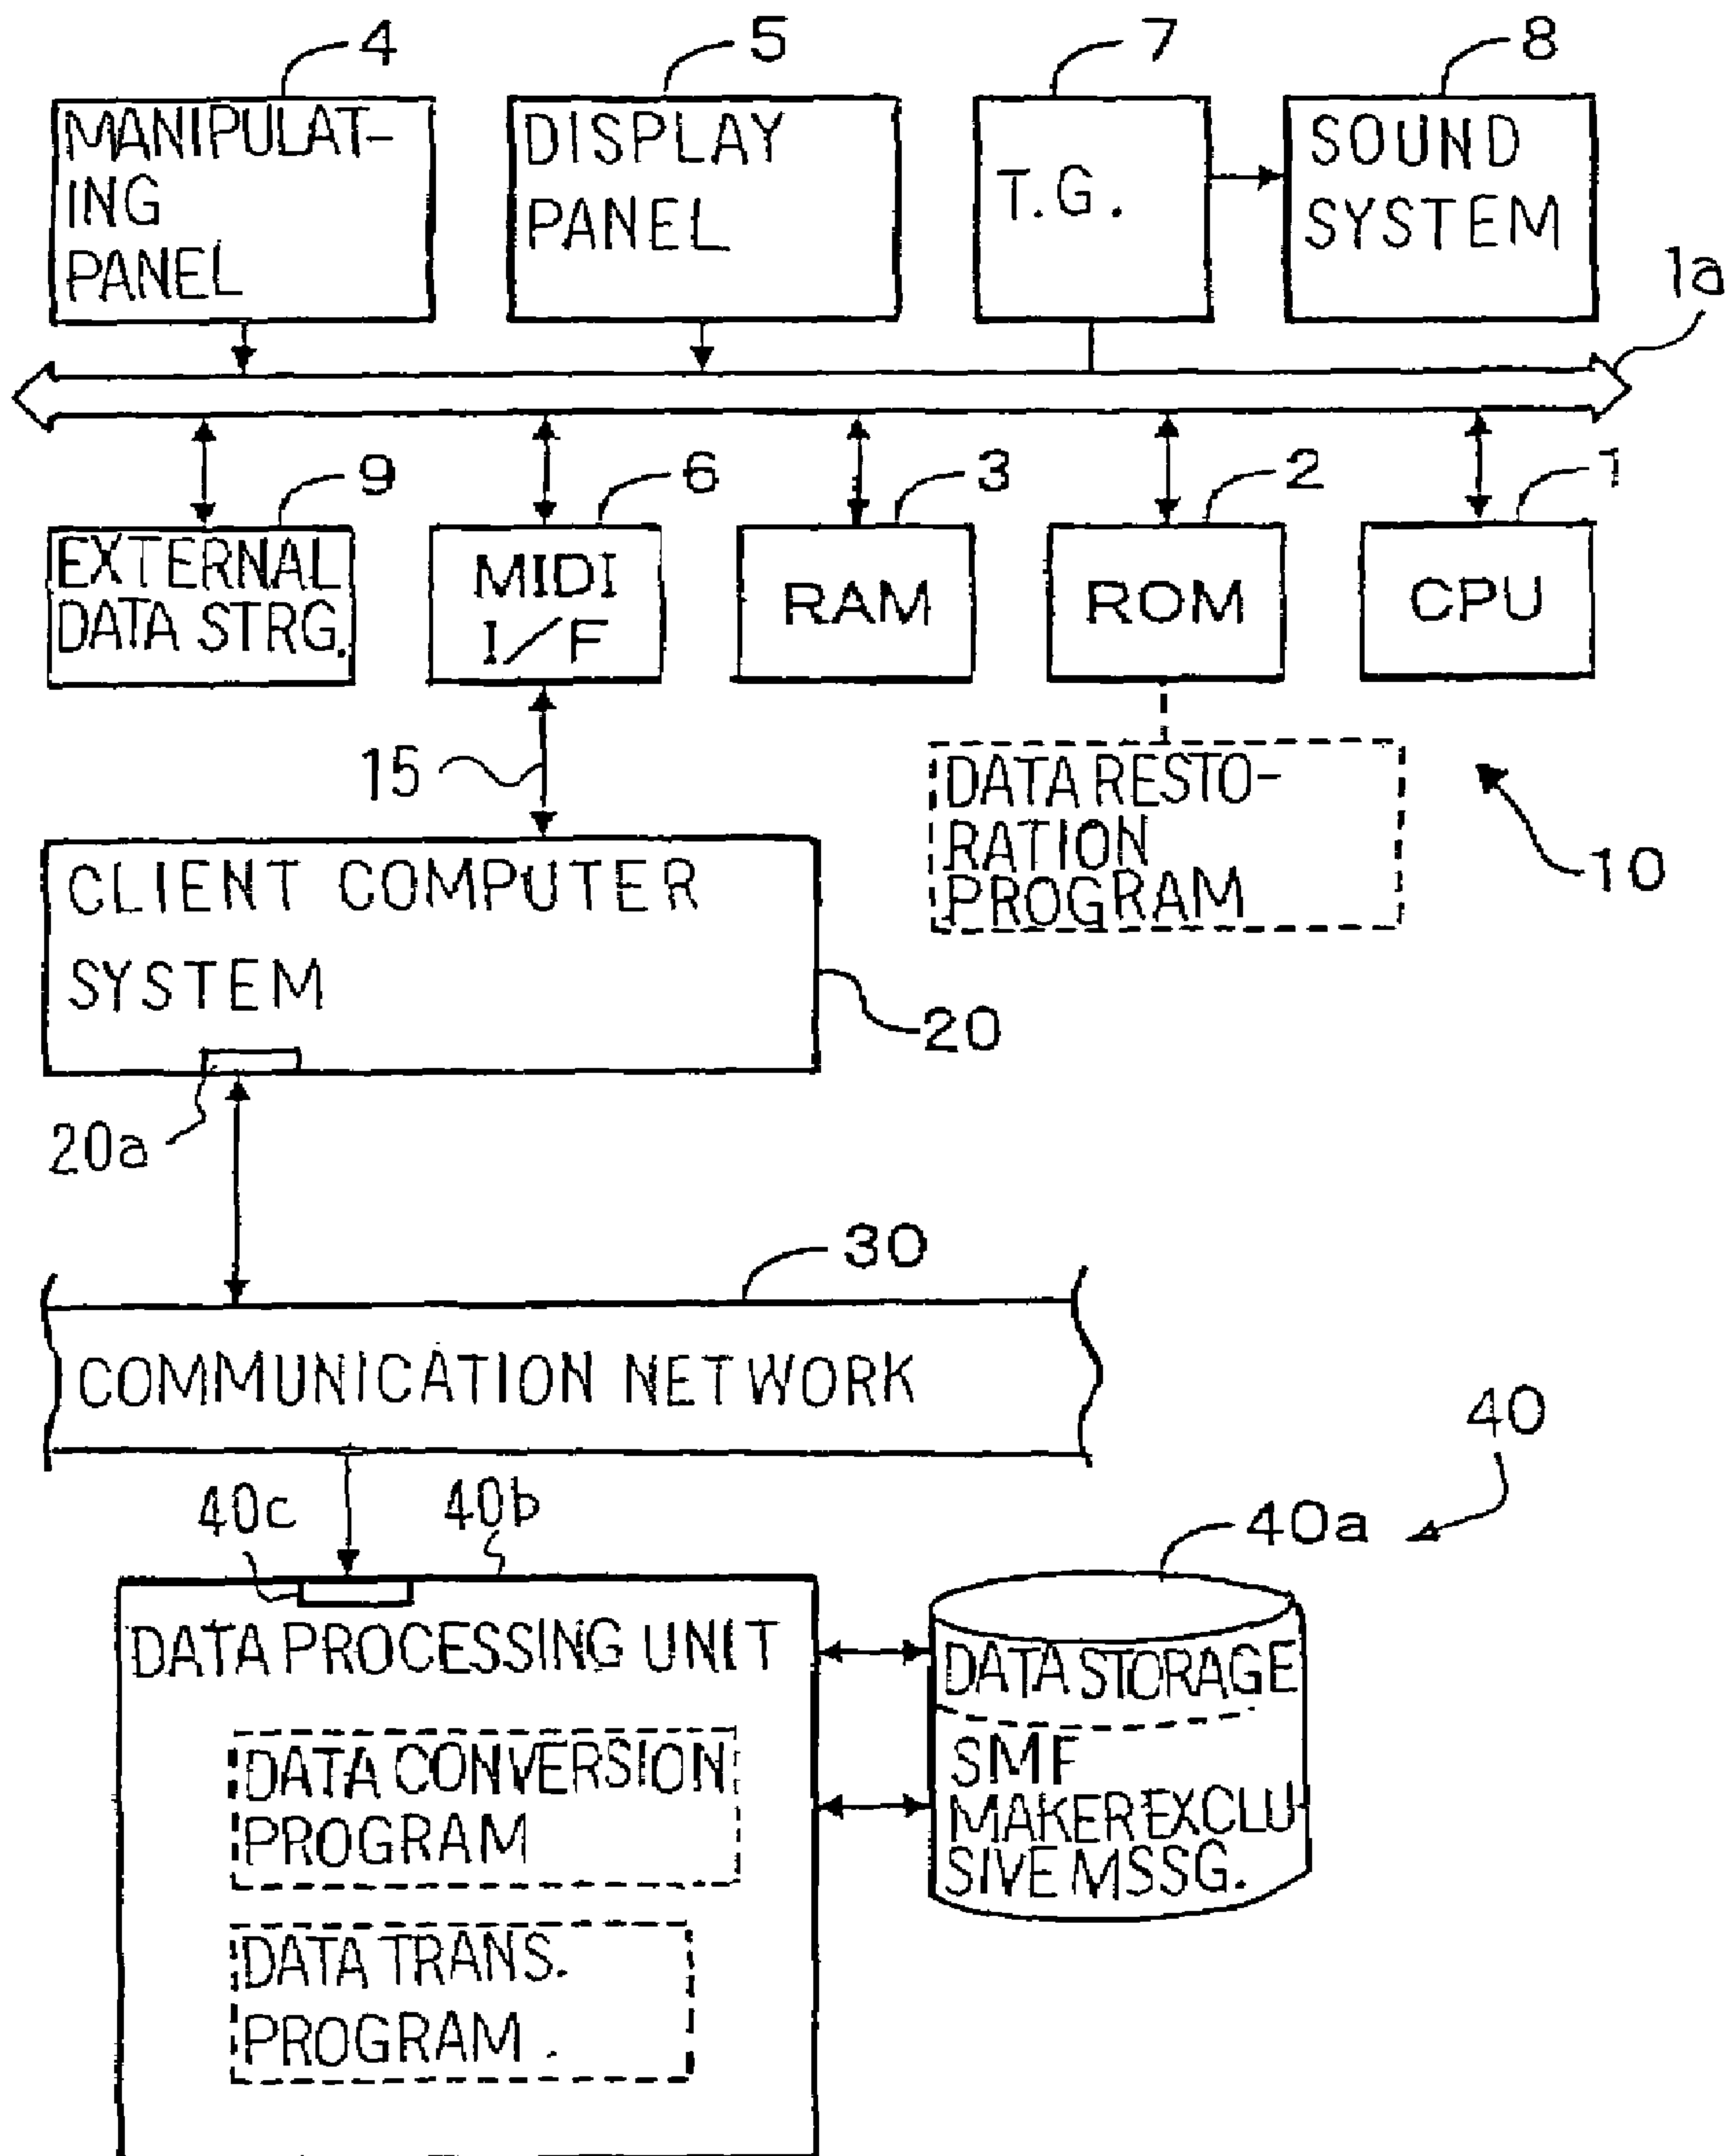 4
5
7
8
MANIPULAT-
ING
PANEL
DISPLAY
PANEL
T.G.
SOUND
SYSTEM
1a
9
6
3
2
1
EXTERNAL
DATA STRG.
MIDI
I/F
RAM
ROM
CPU
15
DATA RESTO-
RATION
PROGRAM
10
CLIENT COMPUTER
SYSTEM
20
20a
30
COMMUNICATION NETWORK
40
40c
40b
40a
DATA PROCESSING UNIT
DATA STORAGE
DATA CONVERSION
PROGRAM
SMF
MAKER EXCLU
SIVE MSSG.
DATA TRANS.
PROGRAM .